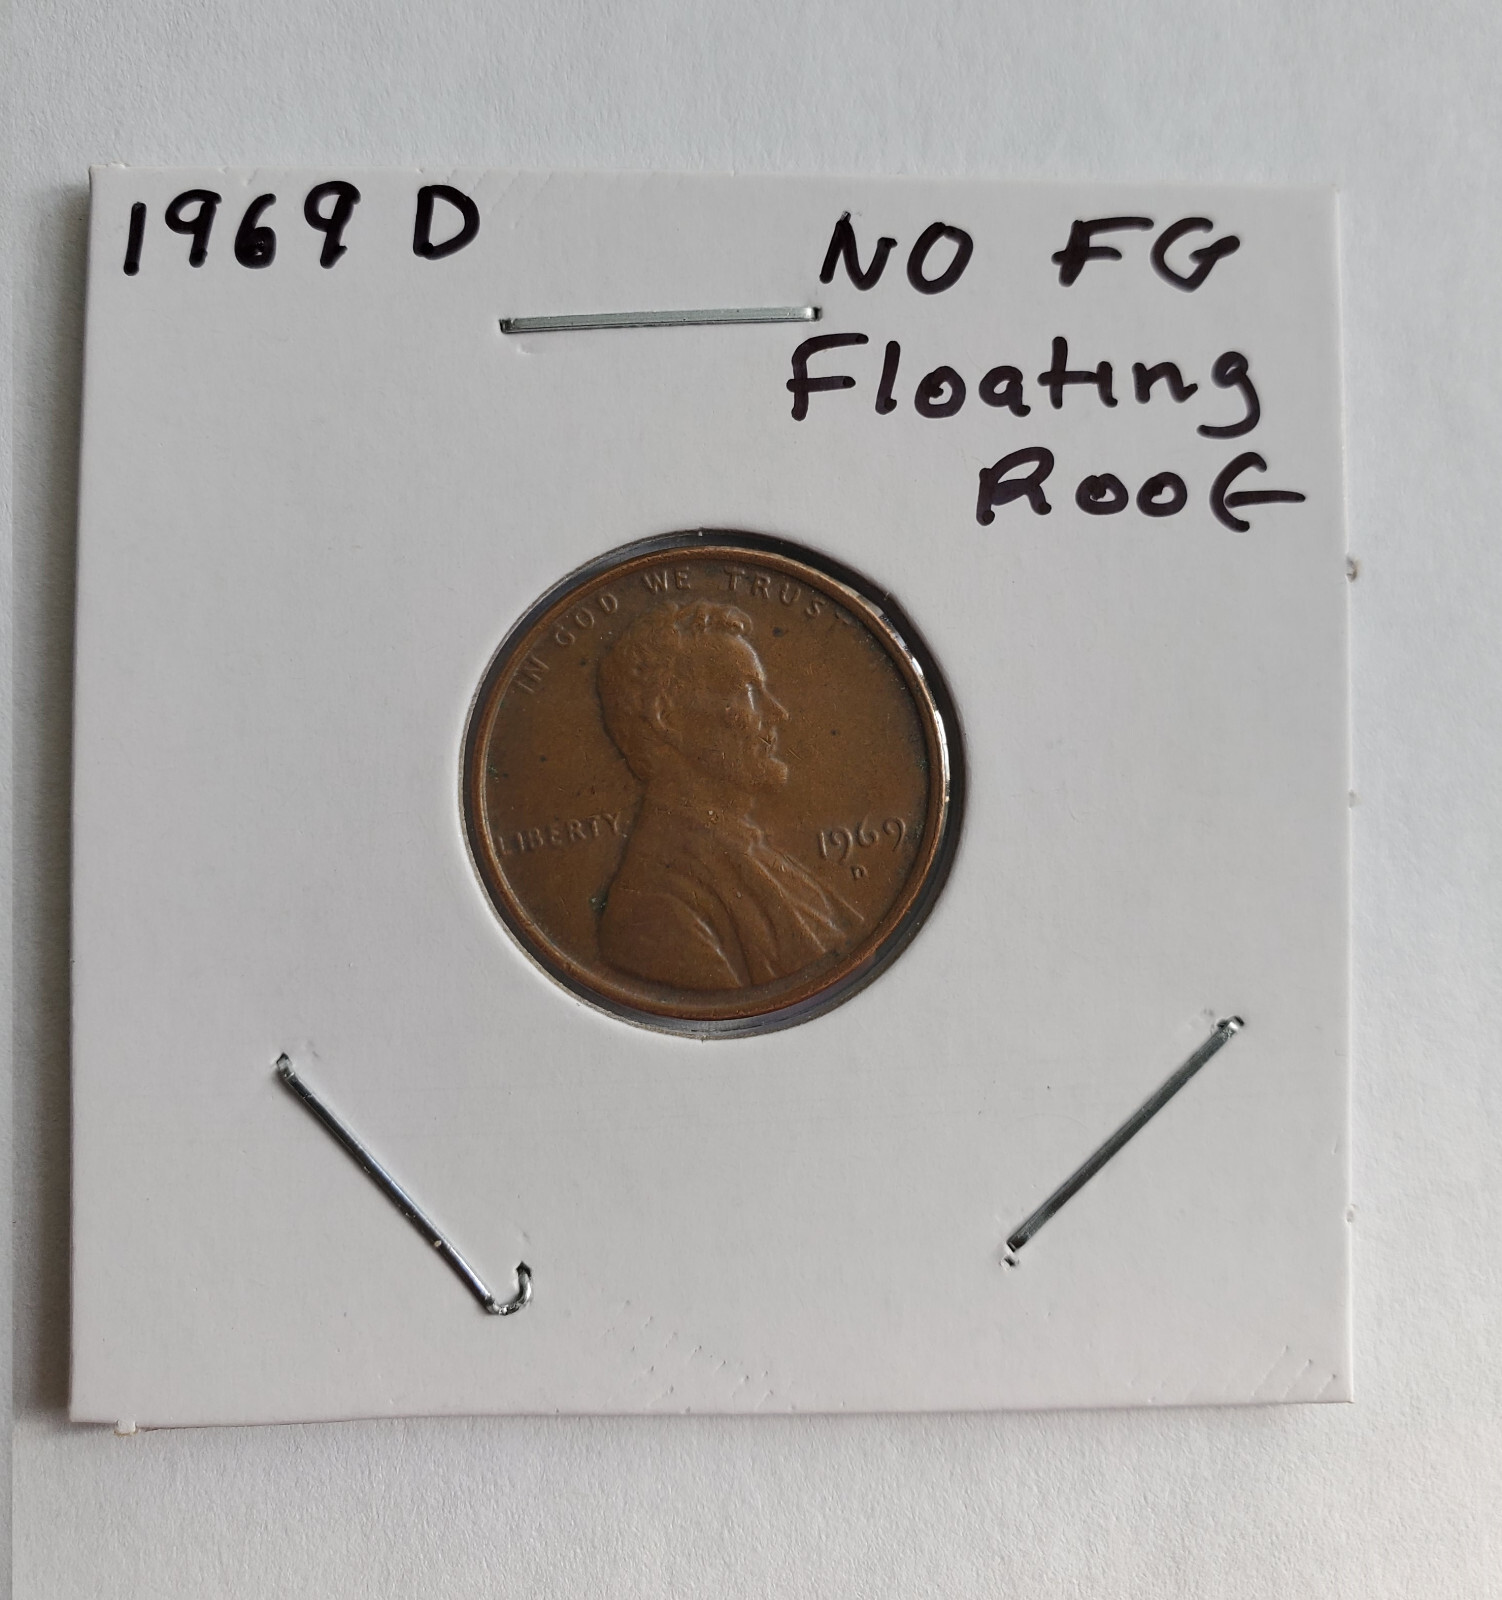 1969 D
NO FG
Floating
Roof
IN GOD WE TRUST
LIBERTY
1969
D